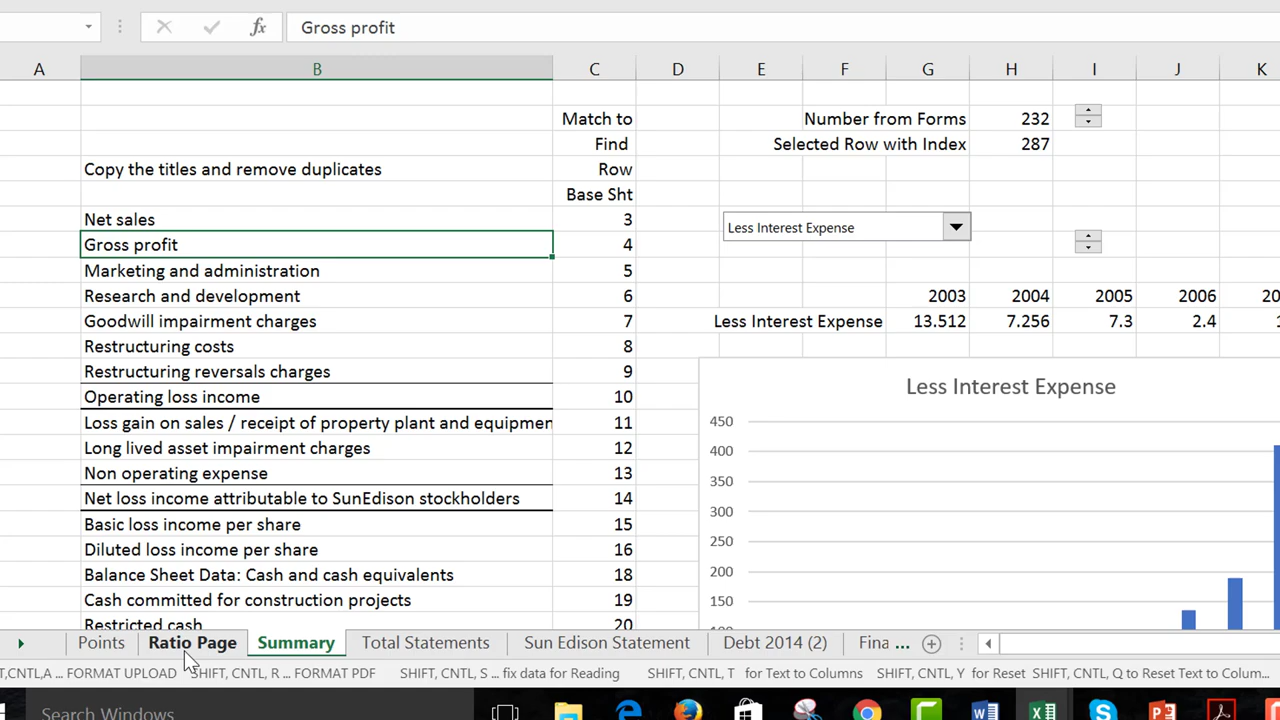 fx Gross profit
A B C D E F G H I J K
Match to Number from Forms 232
Find Selected Row with Index 287
Copy the titles and remove duplicates Row
Base Sht
Net sales 3 Less Interest Expense
Gross profit 4
Marketing and administration 5
Research and development 6 2003 2004 2005 2006 20
Goodwill impairment charges 7 Less Interest Expense 13.512 7.256 7.3 2.4
Restructuring costs 8
Restructuring reversals charges 9 Less Interest Expense
Operating loss income 10 450
Loss gain on sales / receipt of property plant and equipmen 11
Long lived asset impairment charges 12 400
Non operating expense 13 350
Net loss income attributable to SunEdison stockholders 14 300
Basic loss income per share 15
Diluted loss income per share 16 250
Balance Sheet Data: Cash and cash equivalents 18 200
Cash committed for construction projects 19 150
Restricted cash 20
Points Ratio Page Summary Total Statements Sun Edison Statement Debt 2014 (2) Fina ...
T,CNTL,A ... FORMAT UPLOAD SHIFT, CNTL, R ... FORMAT PDF SHIFT, CNTL, S ... fix data for Reading SHIFT, CNTL, T for Text to Columns SHIFT, CNTL, Y for Reset SHIFT, CNTL, Q to Reset Text to Colum...
Search Windows